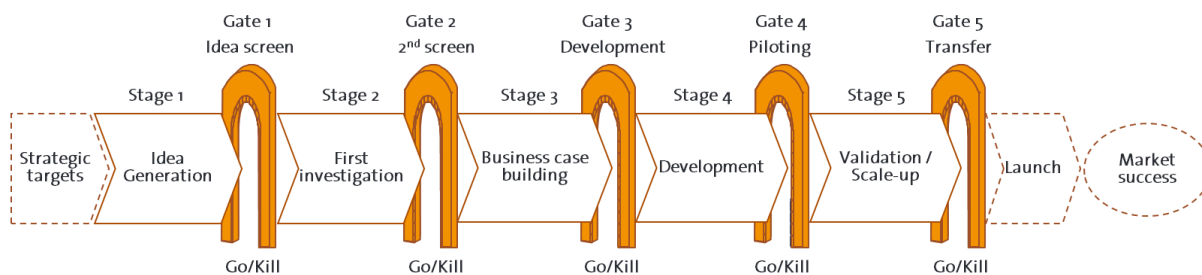 Gate 1
Idea screen
Gate 2
2nd screen
Gate 3
Development
Gate 4
Piloting
Gate 5
Transfer
Stage 1
Stage 2
Stage 3
Stage 4
Stage 5
Strategic
targets
Idea
Generation
First
investigation
Business case
building
Development
Validation /
Scale-up
Launch
Market
success
Go/Kill
Go/Kill
Go/Kill
Go/Kill
Go/Kill